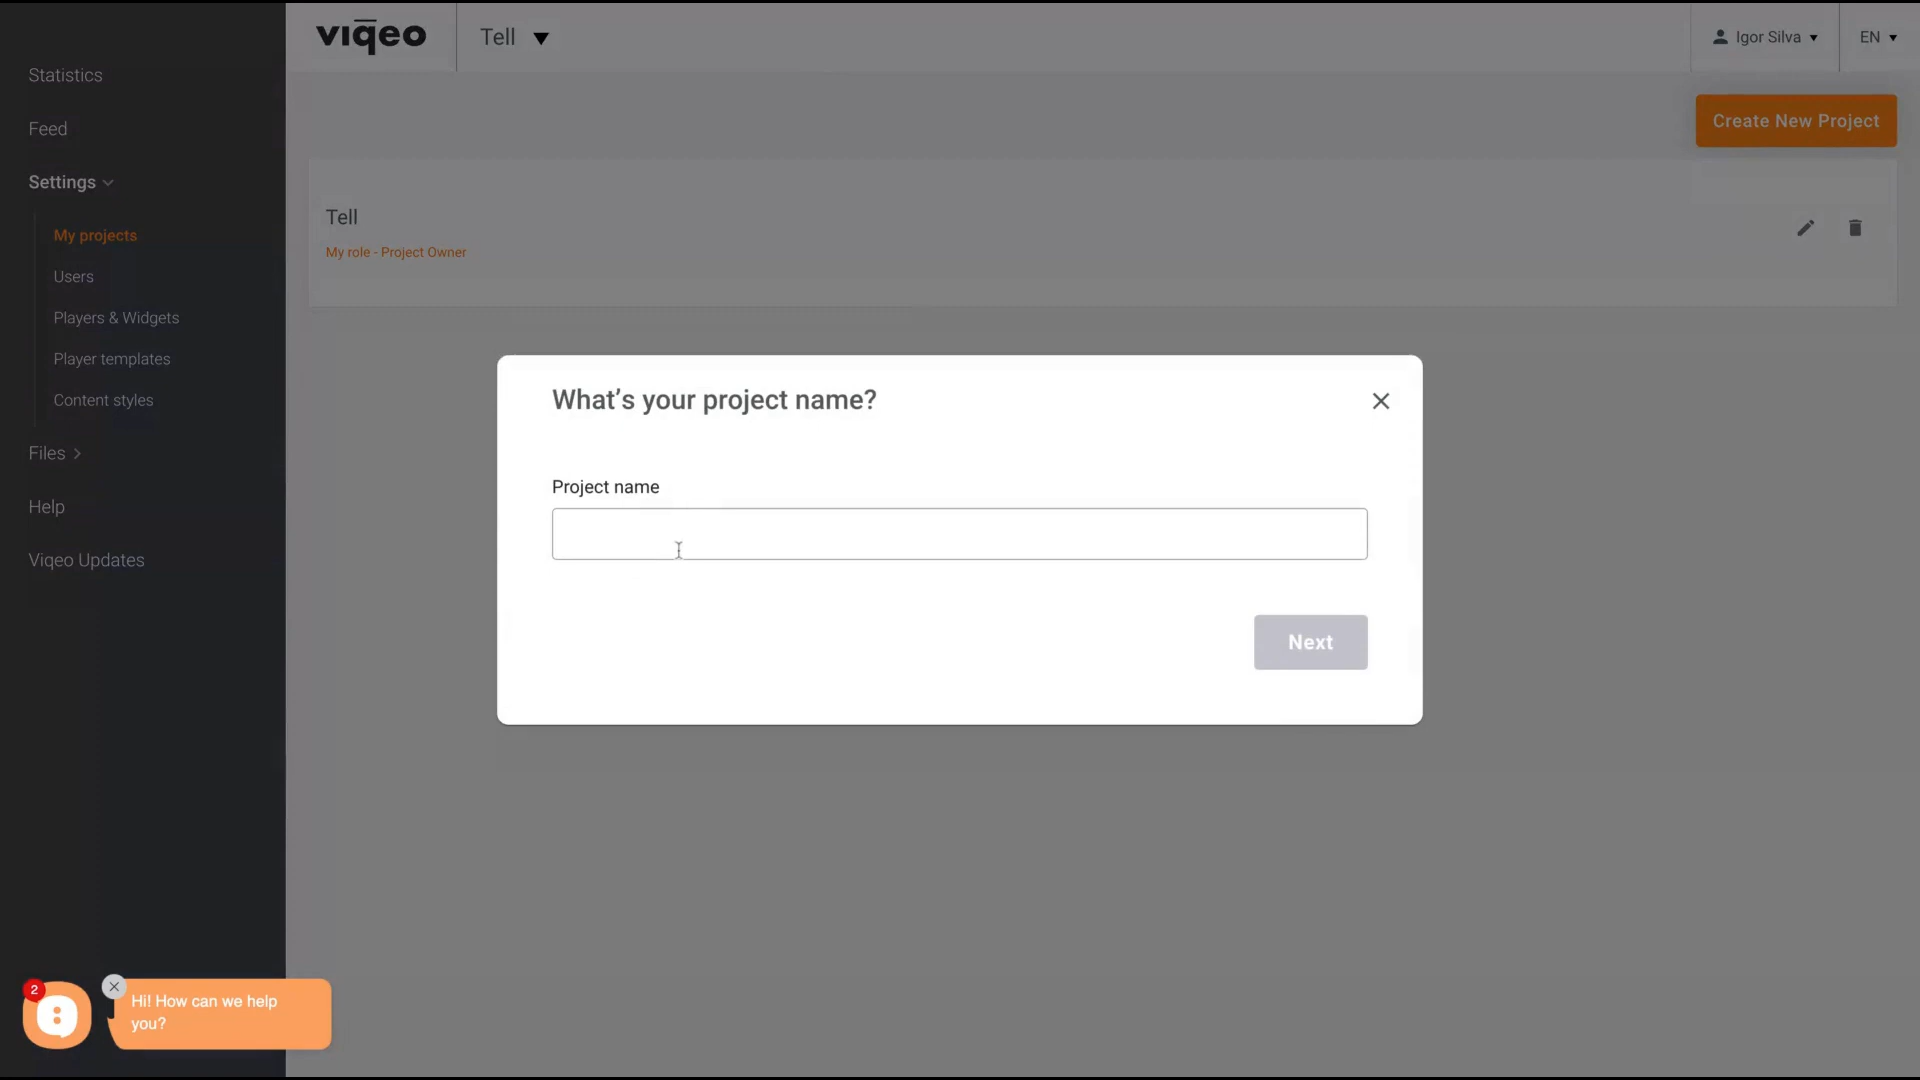 viqeo
Tell
Igor Silva
EN
Statistics
Feed
Settings
My projects
Users
Players & Widgets
Player templates
Content styles
Files
Help
Viqeo Updates
Create New Project
Tell
My role - Project Owner
What's your project name?
Project name
Next
2
Hi! How can we help
you?